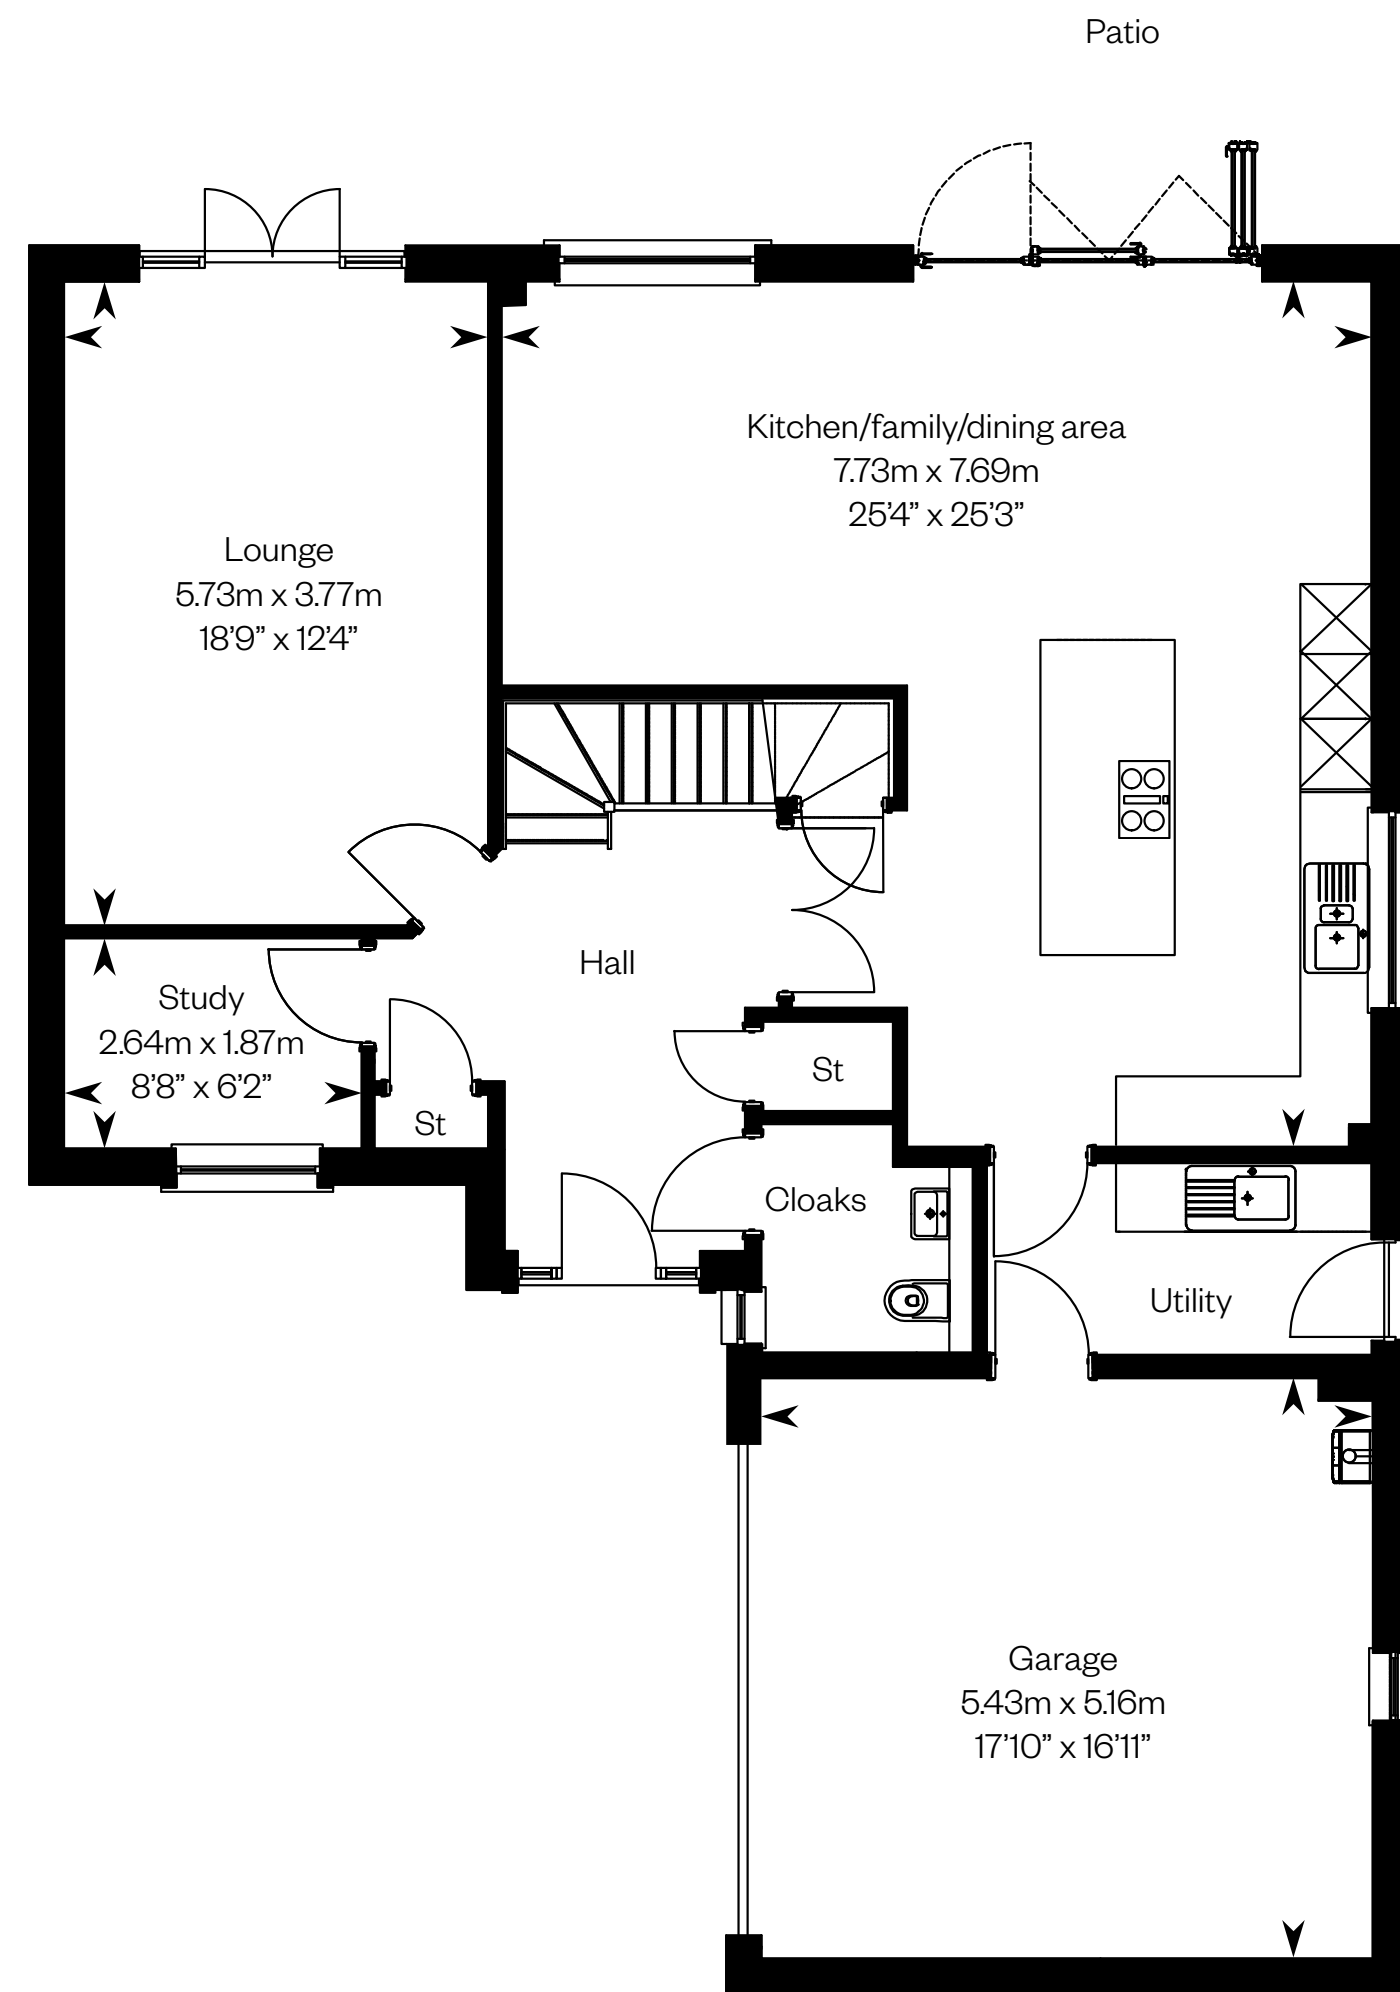 Patio
Kitchen/family/dining area
7.73m x 7.69m
25'4” x 25'3”
Lounge
5.73m x 3.77m
18'9” x 12'4”
Hall
Study
2.64m x 1.87m
8'8” x 6'2”
St
St
Cloaks
Utility
Garage
5.43m x 5.16m
17'10” x 16'11”